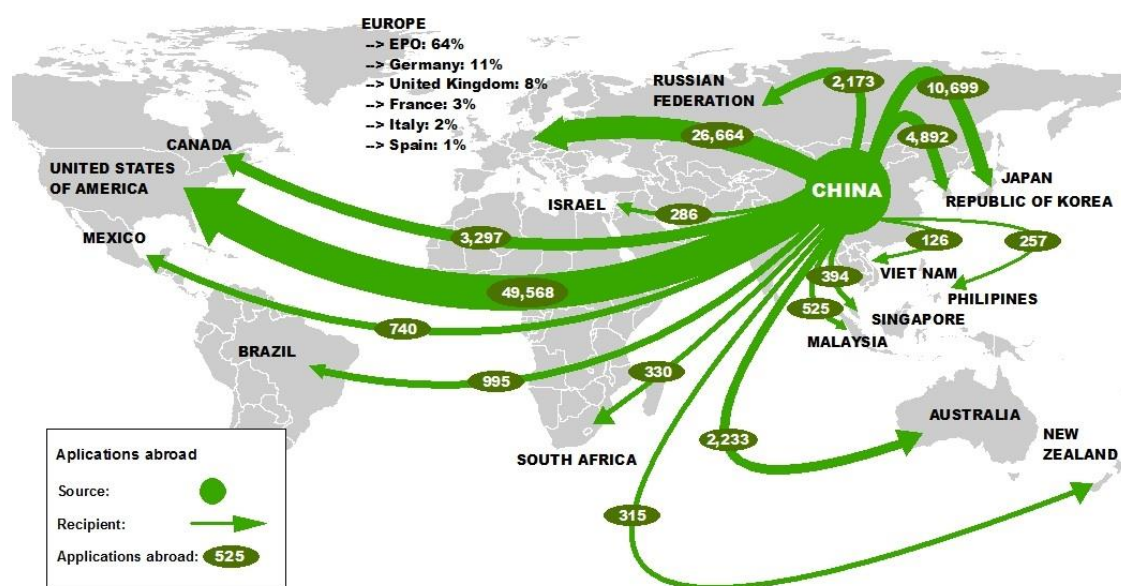 EUROPE
--> EPO: 64%
--> Germany: 11%
--> United Kingdom: 8%
--> France: 3%
--> Italy: 2%
--> Spain: 1%
RUSSIAN
FEDERATION
2,173
10,699
26,664
4,892
CANADA
UNITED STATES
OF AMERICA
CHINA
JAPAN
REPUBLIC OF KOREA
ISRAEL
286
MEXICO
3,297
126
257
VIET NAM
394
49,568
PHILIPINES
525
SINGAPORE
740
MALAYSIA
BRAZIL
995
330
AUSTRALIA
2,233
NEW
ZEALAND
SOUTH AFRICA
315
Aplications abroad
Source:
Recipient:
Applications abroad: 525